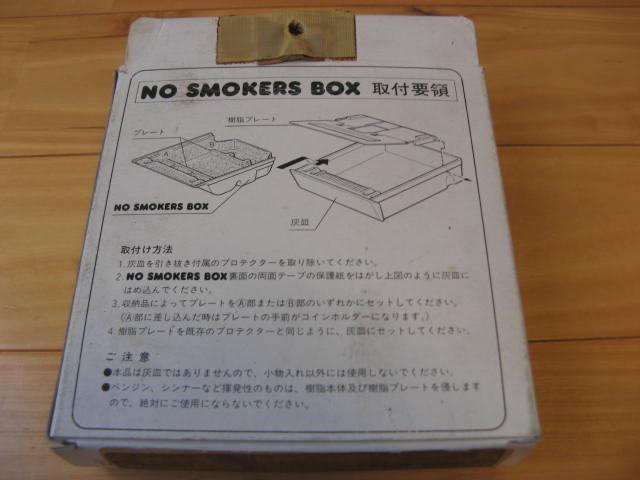 NO SMOKERS BOX 取付要領
樹脂プレート
プレート
B
A
NO SMOKERS BOX
灰皿
取付け方法
1.灰皿を引き抜き付属のプロテクターを取り除いてください。
2.NO SMOKERS BOX裏面の両面テープの保護紙をはがし上図のように灰皿に
はめ込んでください。
3.収納品によってプレートをⒶ部またはⒷ部のいずれかにセットしてください。
(Ⓐ部に差し込んだ時はプレートの手前がコインホルダーになります。)
4.樹脂プレートを既存のプロテクターと同じように、灰皿にセットしてください。
ご注意
●本品は灰皿ではありませんので、小物入れ以外には使用しないでください。
●ベンジン、シンナーなど揮発性のものは、樹脂本体及び樹脂プレートを侵します
ので、絶対にご使用にならないでください。